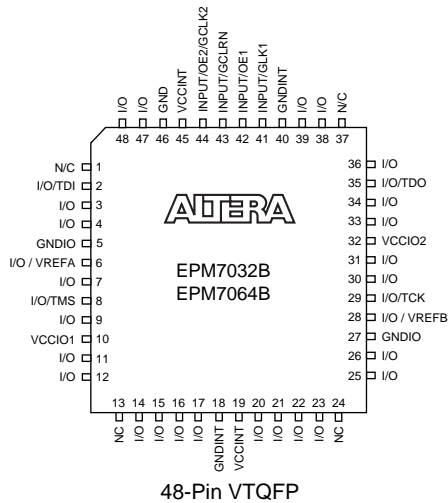 I/O
I/O
GND
VCCINT
INPUT/OE2/GCLK2
INPUT/GCLRN
INPUT/OE1
INPUT/GLK1
GNDINT
I/O
I/O
N/C
48 47 46 45 44 43 42 41 40 39 38 37
N/C 1
I/O/TDI 2
I/O 3
I/O 4
GNDIO 5
I/O / VREFA 6
I/O 7
I/O/TMS 8
I/O 9
VCCIO1 10
I/O 11
I/O 12
ALTERA
EPM7032B
EPM7064B
36 I/O
35 I/O/TDO
34 I/O
33 I/O
32 VCCIO2
31 I/O
30 I/O
29 I/O/TCK
28 I/O / VREFB
27 GNDIO
26 I/O
25 I/O
13 14 15 16 17 18 19 20 21 22 23 24
NC
I/O
I/O
I/O
I/O
GNDINT
VCCINT
I/O
I/O
I/O
I/O
NC
48-Pin VTQFP